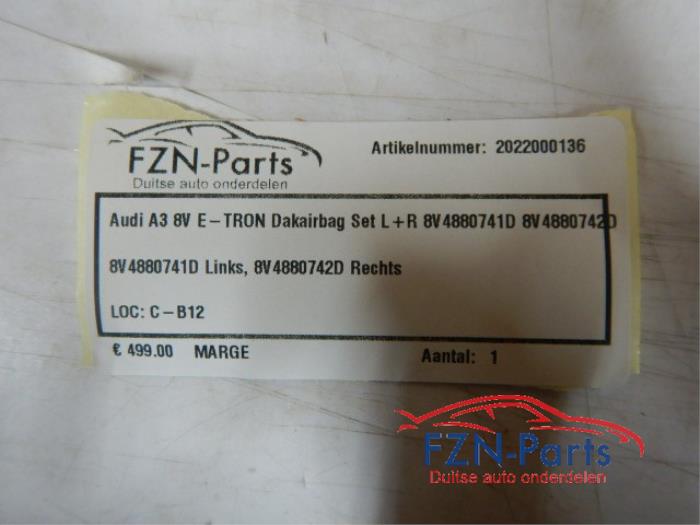 FZN-Parts
Duitse auto onderdelen
Artikelnummer: 2022000136
Audi A3 8V E-TRON Dakairbag Set L+R 8V4880741D 8V4880742D
8V4880741D Links, 8V4880742D Rechts
LOC: C-B12
€ 499.00 MARGE Aantal: 1
FZN-Parts
Duitse auto onderdelen